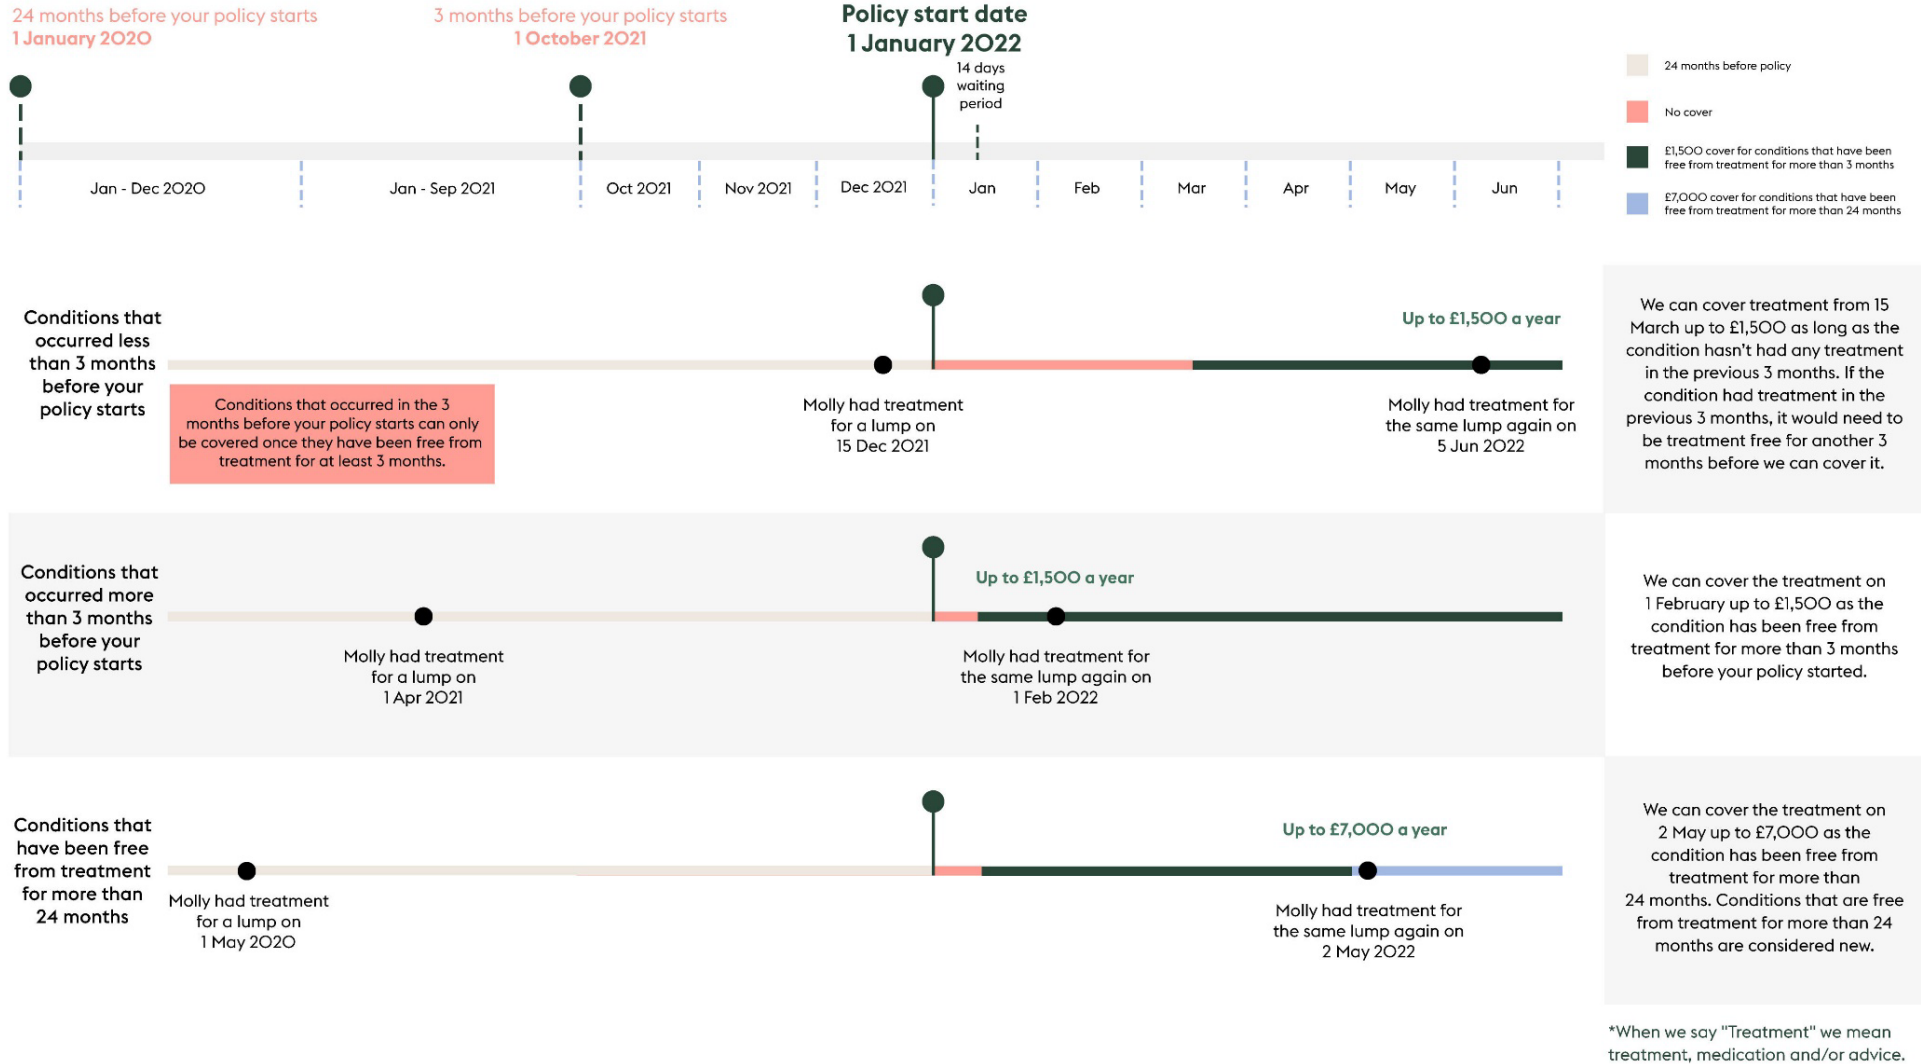 24 months before your policy starts
1 January 2020
3 months before your policy starts
1 October 2021
Policy start date
1 January 2022
14 days
waiting
period
Jan - Dec 2020
Jan - Sep 2021
Oct 2021
Nov 2021
Dec 2021
Jan
Feb
Mar
Apr
May
Jun
24 months before policy
No cover
£1,500 cover for conditions that have been
free from treatment for more than 3 months
£7,000 cover for conditions that have been
free from treatment for more than 24 months
Conditions that
occurred less
than 3 months
before your
policy starts
Conditions that occurred in the 3
months before your policy starts can only
be covered once they have been free from
treatment for at least 3 months.
Molly had treatment
for a lump on
15 Dec 2021
Up to £1,500 a year
Molly had treatment for
the same lump again on
5 Jun 2022
We can cover treatment from 15
March up to £1,500 as long as the
condition hasn't had any treatment
in the previous 3 months. If the
condition had treatment in the
previous 3 months, it would need to
be treatment free for another 3
months before we can cover it.
Conditions that
occurred more
than 3 months
before your
policy starts
Molly had treatment
for a lump on
1 Apr 2021
Up to £1,500 a year
Molly had treatment for
the same lump again on
1 Feb 2022
We can cover the treatment on
1 February up to £1,500 as the
condition has been free from
treatment for more than 3 months
before your policy started.
Conditions that
have been free
from treatment
for more than
24 months
Molly had treatment
for a lump on
1 May 2020
Up to £7,000 a year
Molly had treatment for
the same lump again on
2 May 2022
We can cover the treatment on
2 May up to £7,000 as the
condition has been free from
treatment for more than
24 months. Conditions that are free
from treatment for more than 24
months are considered new.
*When we say "Treatment" we mean
treatment, medication and/or advice.